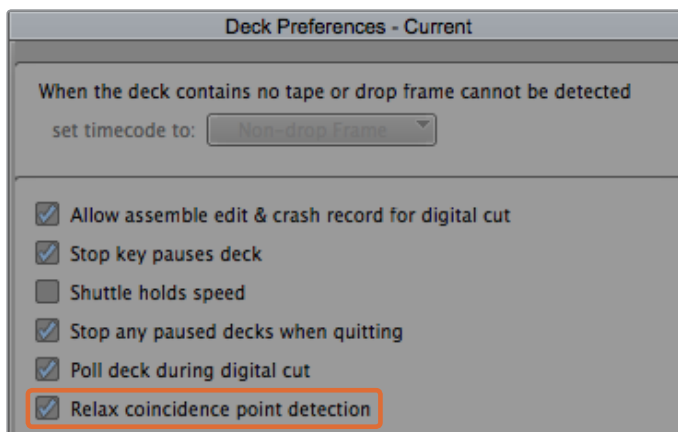 Deck Preferences - Current
When the deck contains no tape or drop frame cannot be detected
set timecode to: Non-drop Frame
Allow assemble edit & crash record for digital cut
Stop key pauses deck
Shuttle holds speed
Stop any paused decks when quitting
Poll deck during digital cut
Relax coincidence point detection